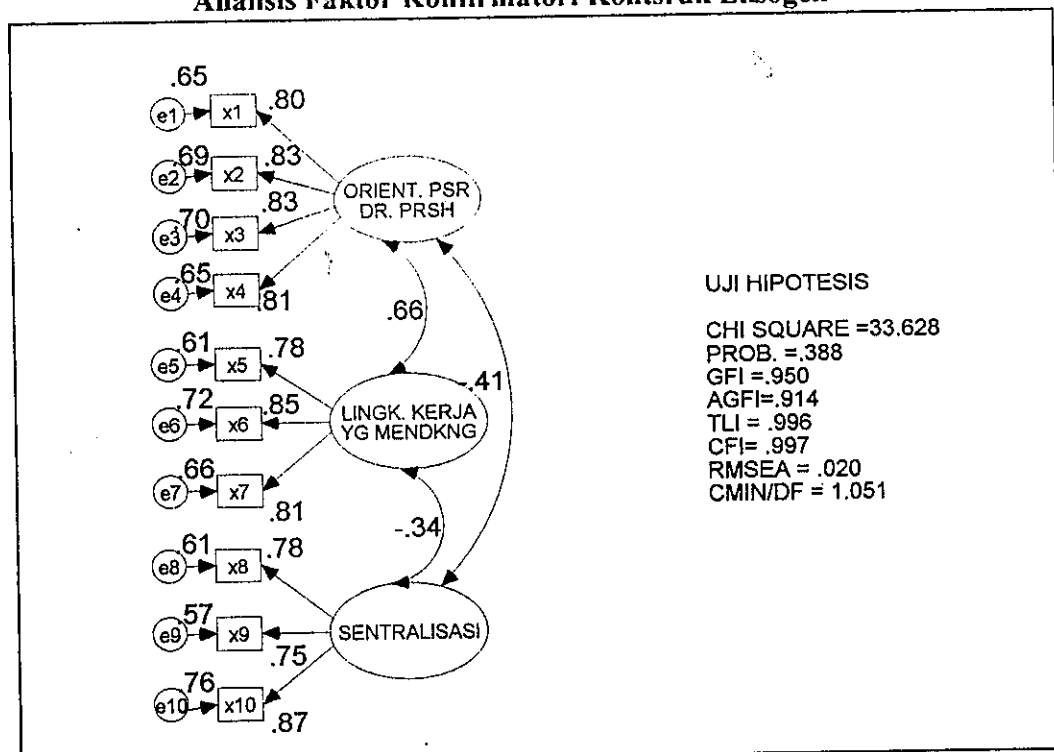 Analisis Faktor Konfirmatori Kontsruk Eksogen
.65
e1 x1 .80
.69
e2 x2 .83
ORIENT. PSR
DR. PRSH
.70
e3 x3 .83
.65
e4 x4 .81
.66
-.41
UJI HIPOTESIS
CHI SQUARE =33.628
PROB. =.388
GFI =.950
AGFI=.914
TLI = .996
CFI= .997
RMSEA = .020
CMIN/DF = 1.051
.61
e5 x5 .78
.72
e6 x6 .85
LINGK. KERJA
YG MENDKNG
.66
e7 x7 .81
-.34
.61
e8 x8 .78
.57
e9 x9 .75
SENTRALISASI
.76
e10 x10 .87